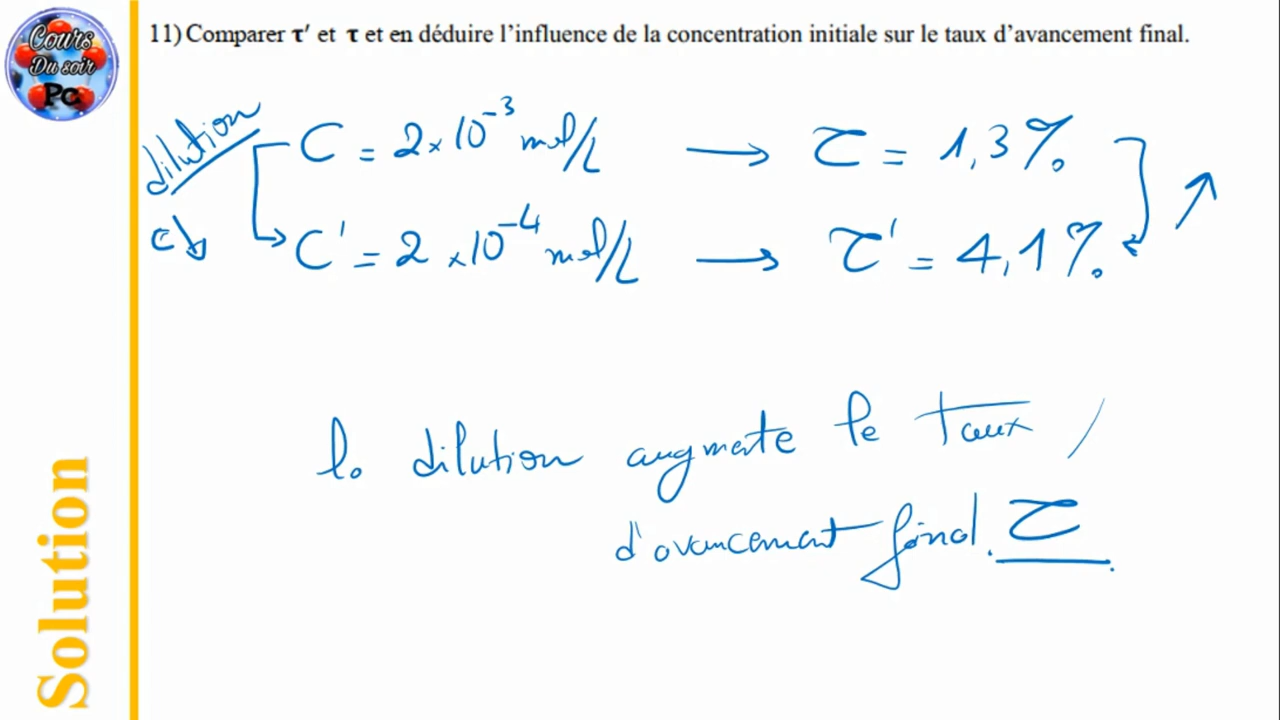 Cours
Du soir
PC
11) Comparer τ′ et τ et en déduire l’influence de la concentration initiale sur le taux d’avancement final.
dilution
C↘
C = 2 × 10⁻³ mol/L → τ = 1,3%
C' = 2 × 10⁻⁴ mol/L → τ' = 4,1% ↗
la dilution augmente le taux
d'avancement final. τ
Solution